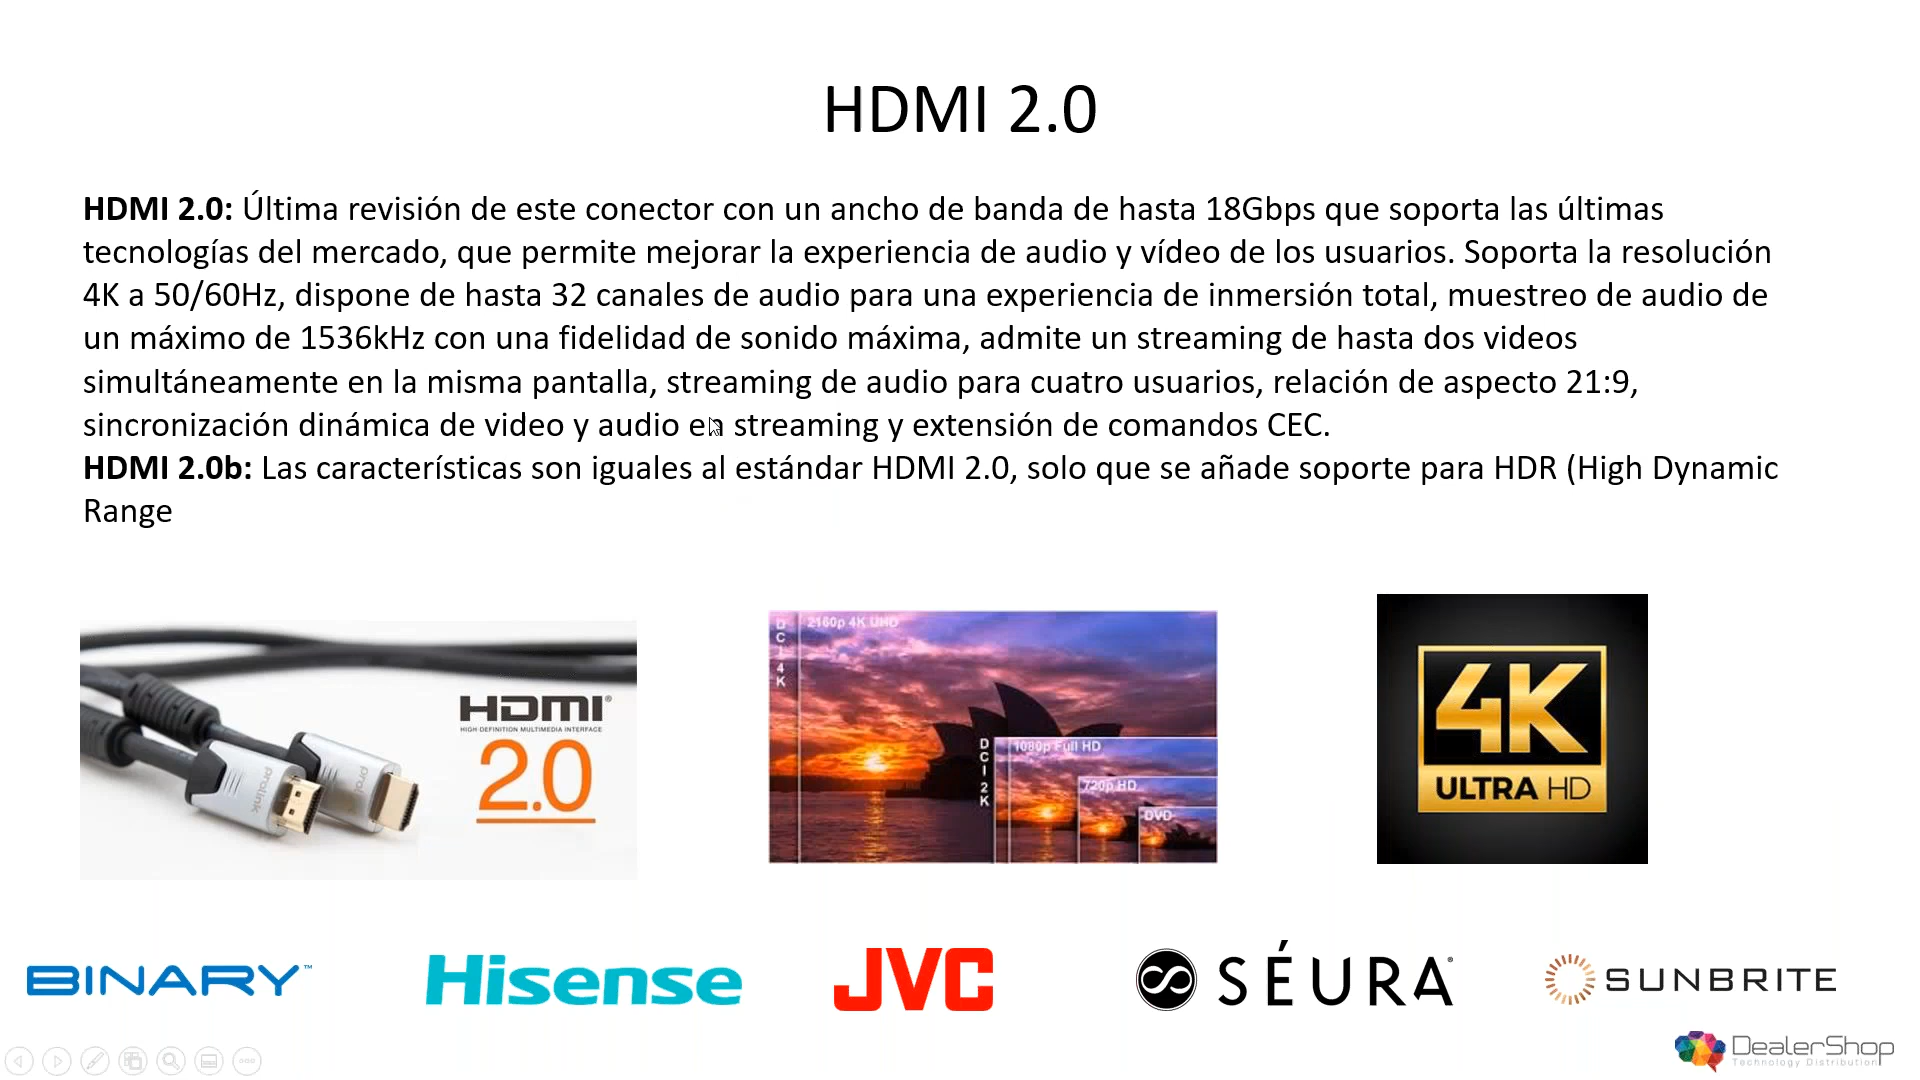 HDMI 2.0
HDMI 2.0: Última revisión de este conector con un ancho de banda de hasta 18Gbps que soporta las últimas
tecnologías del mercado, que permite mejorar la experiencia de audio y vídeo de los usuarios. Soporta la resolución
4K a 50/60Hz, dispone de hasta 32 canales de audio para una experiencia de inmersión total, muestreo de audio de
un máximo de 1536kHz con una fidelidad de sonido máxima, admite un streaming de hasta dos videos
simultáneamente en la misma pantalla, streaming de audio para cuatro usuarios, relación de aspecto 21:9,
sincronización dinámica de video y audio en streaming y extensión de comandos CEC.
HDMI 2.0b: Las características son iguales al estándar HDMI 2.0, solo que se añade soporte para HDR (High Dynamic
Range
prolink
prolink
HDMI®
HIGH-DEFINITION MULTIMEDIA INTERFACE
2.0
DCI 4K
2160p 4K UHD
DCI 2K
1080p Full HD
720p HD
DVD
4K
ULTRA HD
BINARY™
Hisense
JVC
SÉURA®
SUNBRITE
DealerShop
Technology Distribution